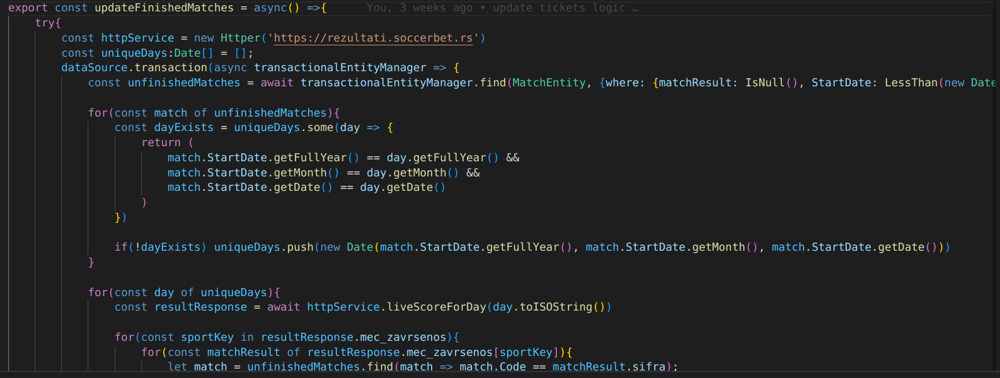 export const updateFinishedMatches = async() =>{ You, 3 weeks ago • update tickets logic …
try{
const httpService = new Httper('https://rezultati.soccerbet.rs')
const uniqueDays:Date[] = [];
dataSource.transaction(async transactionalEntityManager => {
const unfinishedMatches = await transactionalEntityManager.find(MatchEntity, {where: {matchResult: IsNull(), StartDate: LessThan(new Date
for(const match of unfinishedMatches){
const dayExists = uniqueDays.some(day => {
return (
match.StartDate.getFullYear() == day.getFullYear() &&
match.StartDate.getMonth() == day.getMonth() &&
match.StartDate.getDate() == day.getDate()
)
})
if(!dayExists) uniqueDays.push(new Date(match.StartDate.getFullYear(), match.StartDate.getMonth(), match.StartDate.getDate()))
}
for(const day of uniqueDays){
const resultResponse = await httpService.liveScoreForDay(day.toISOString())
for(const sportKey in resultResponse.mec_zavrsenos){
for(const matchResult of resultResponse.mec_zavrsenos[sportKey]){
let match = unfinishedMatches.find(match => match.Code == matchResult.sifra);